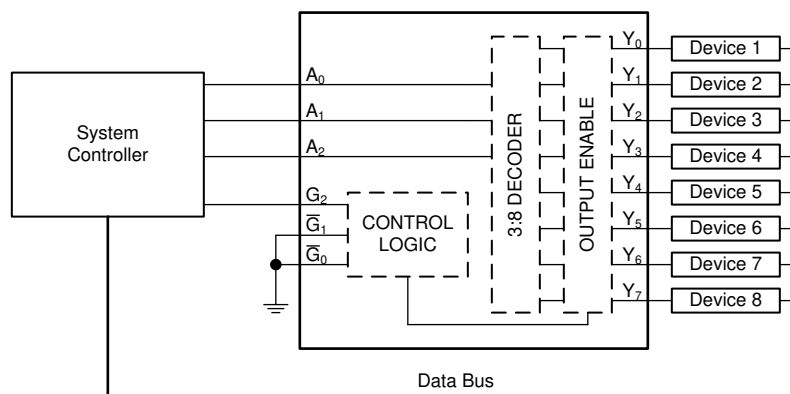 System
Controller
A0
A1
A2
G2
G̅1
G̅0
CONTROL
LOGIC
3:8 DECODER
OUTPUT ENABLE
Y0
Y1
Y2
Y3
Y4
Y5
Y6
Y7
Device 1
Device 2
Device 3
Device 4
Device 5
Device 6
Device 7
Device 8
Data Bus